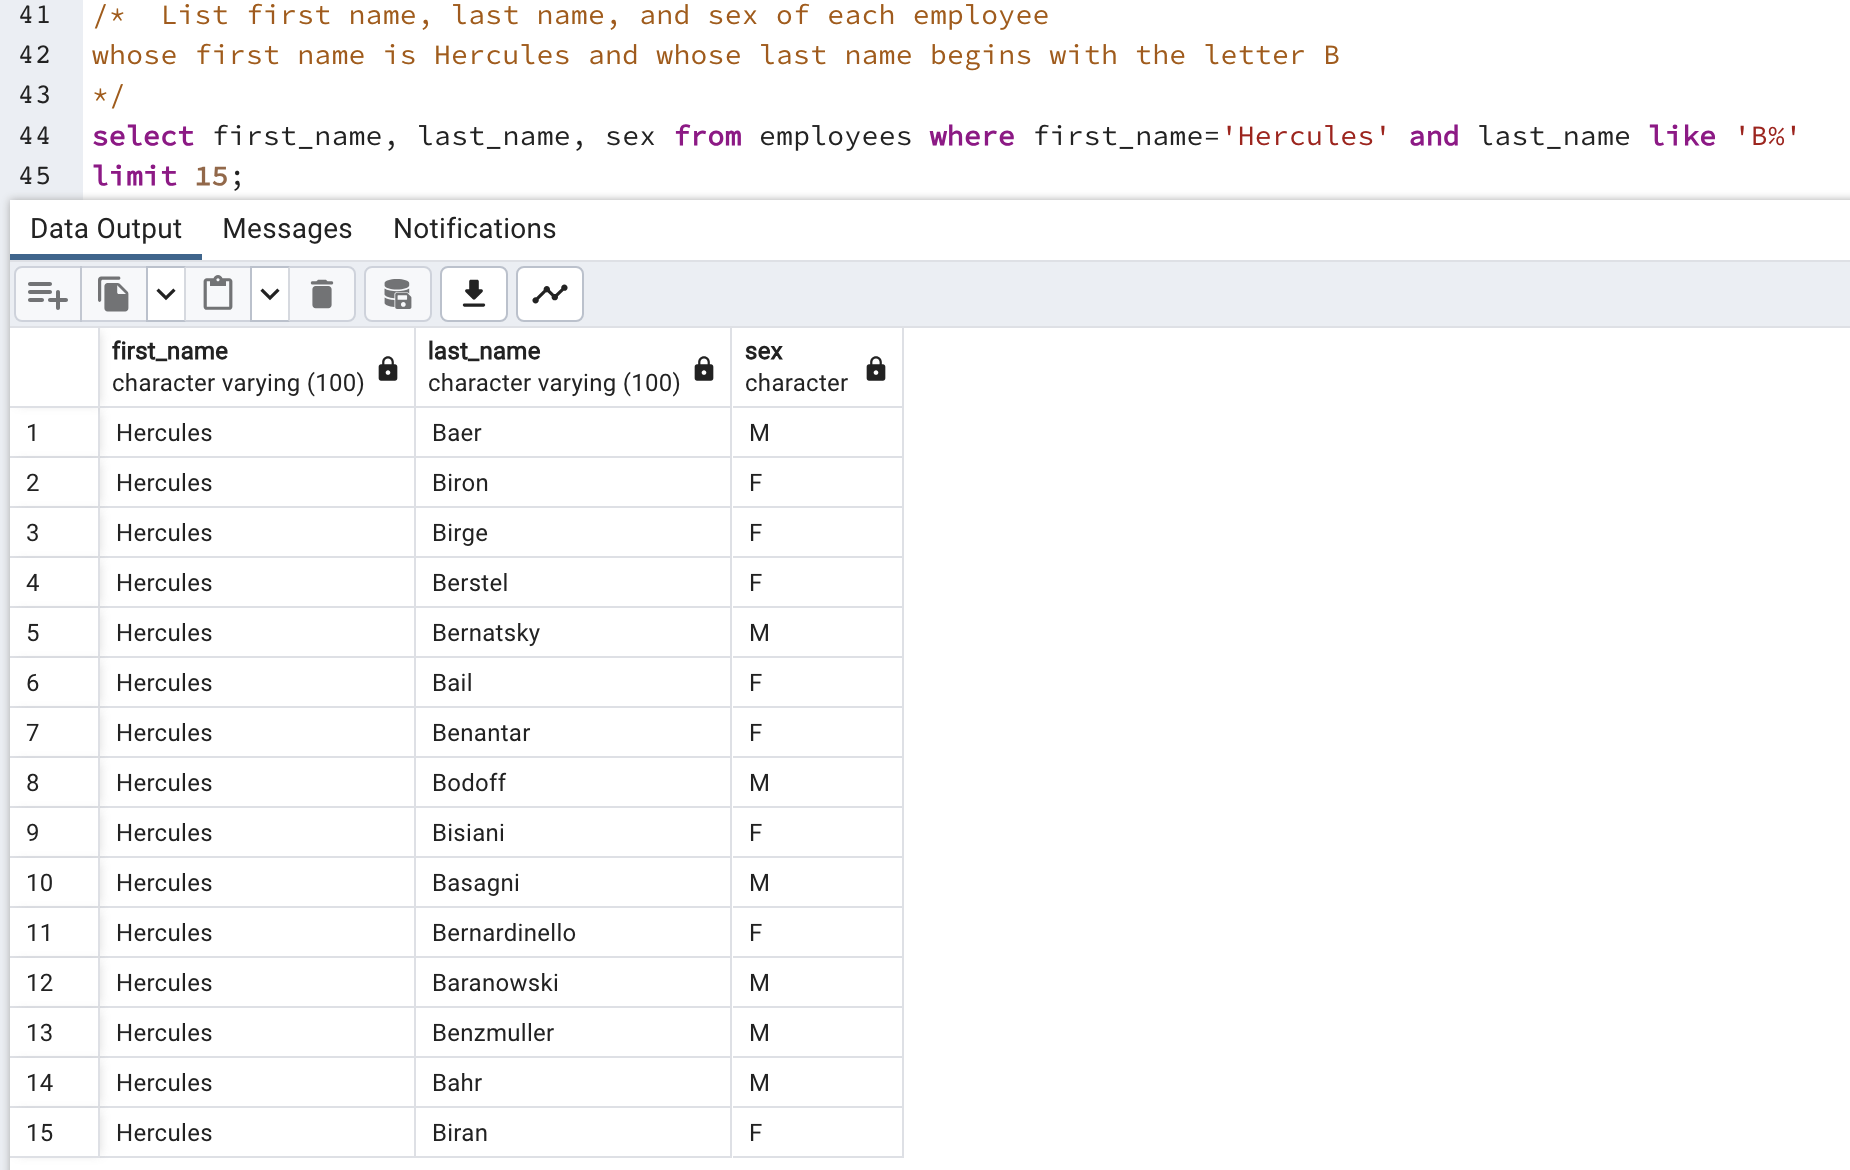 41 /*  List first name, last name, and sex of each employee
42 whose first name is Hercules and whose last name begins with the letter B
43 */
44 select first_name, last_name, sex from employees where first_name='Hercules' and last_name like 'B%'
45 limit 15;
Data Output Messages Notifications
first_name last_name sex
character varying (100) character varying (100) character
1 Hercules Baer M
2 Hercules Biron F
3 Hercules Birge F
4 Hercules Berstel F
5 Hercules Bernatsky M
6 Hercules Bail F
7 Hercules Benantar F
8 Hercules Bodoff M
9 Hercules Bisiani F
10 Hercules Basagni M
11 Hercules Bernardinello F
12 Hercules Baranowski M
13 Hercules Benzmuller M
14 Hercules Bahr M
15 Hercules Biran F